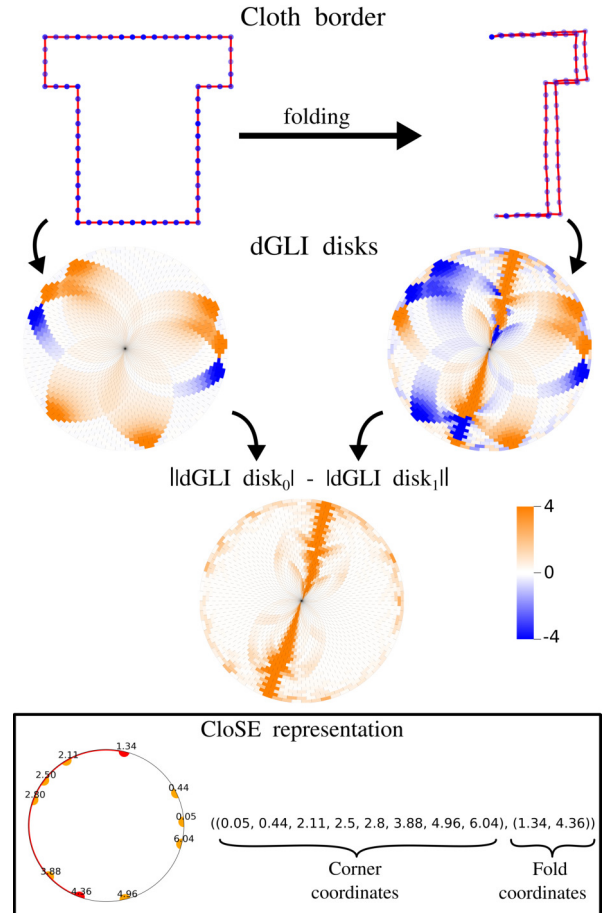 Cloth border
folding
dGLI disks
||dGLI disk₀| - |dGLI disk₁||
4
0
-4
CloSE representation
1.34
2.11
2.50
0.44
2.80
0.05
6.04
3.88
4.36
4.96
((0.05, 0.44, 2.11, 2.5, 2.8, 3.88, 4.96, 6.04), (1.34, 4.36))
Corner
coordinates
Fold
coordinates